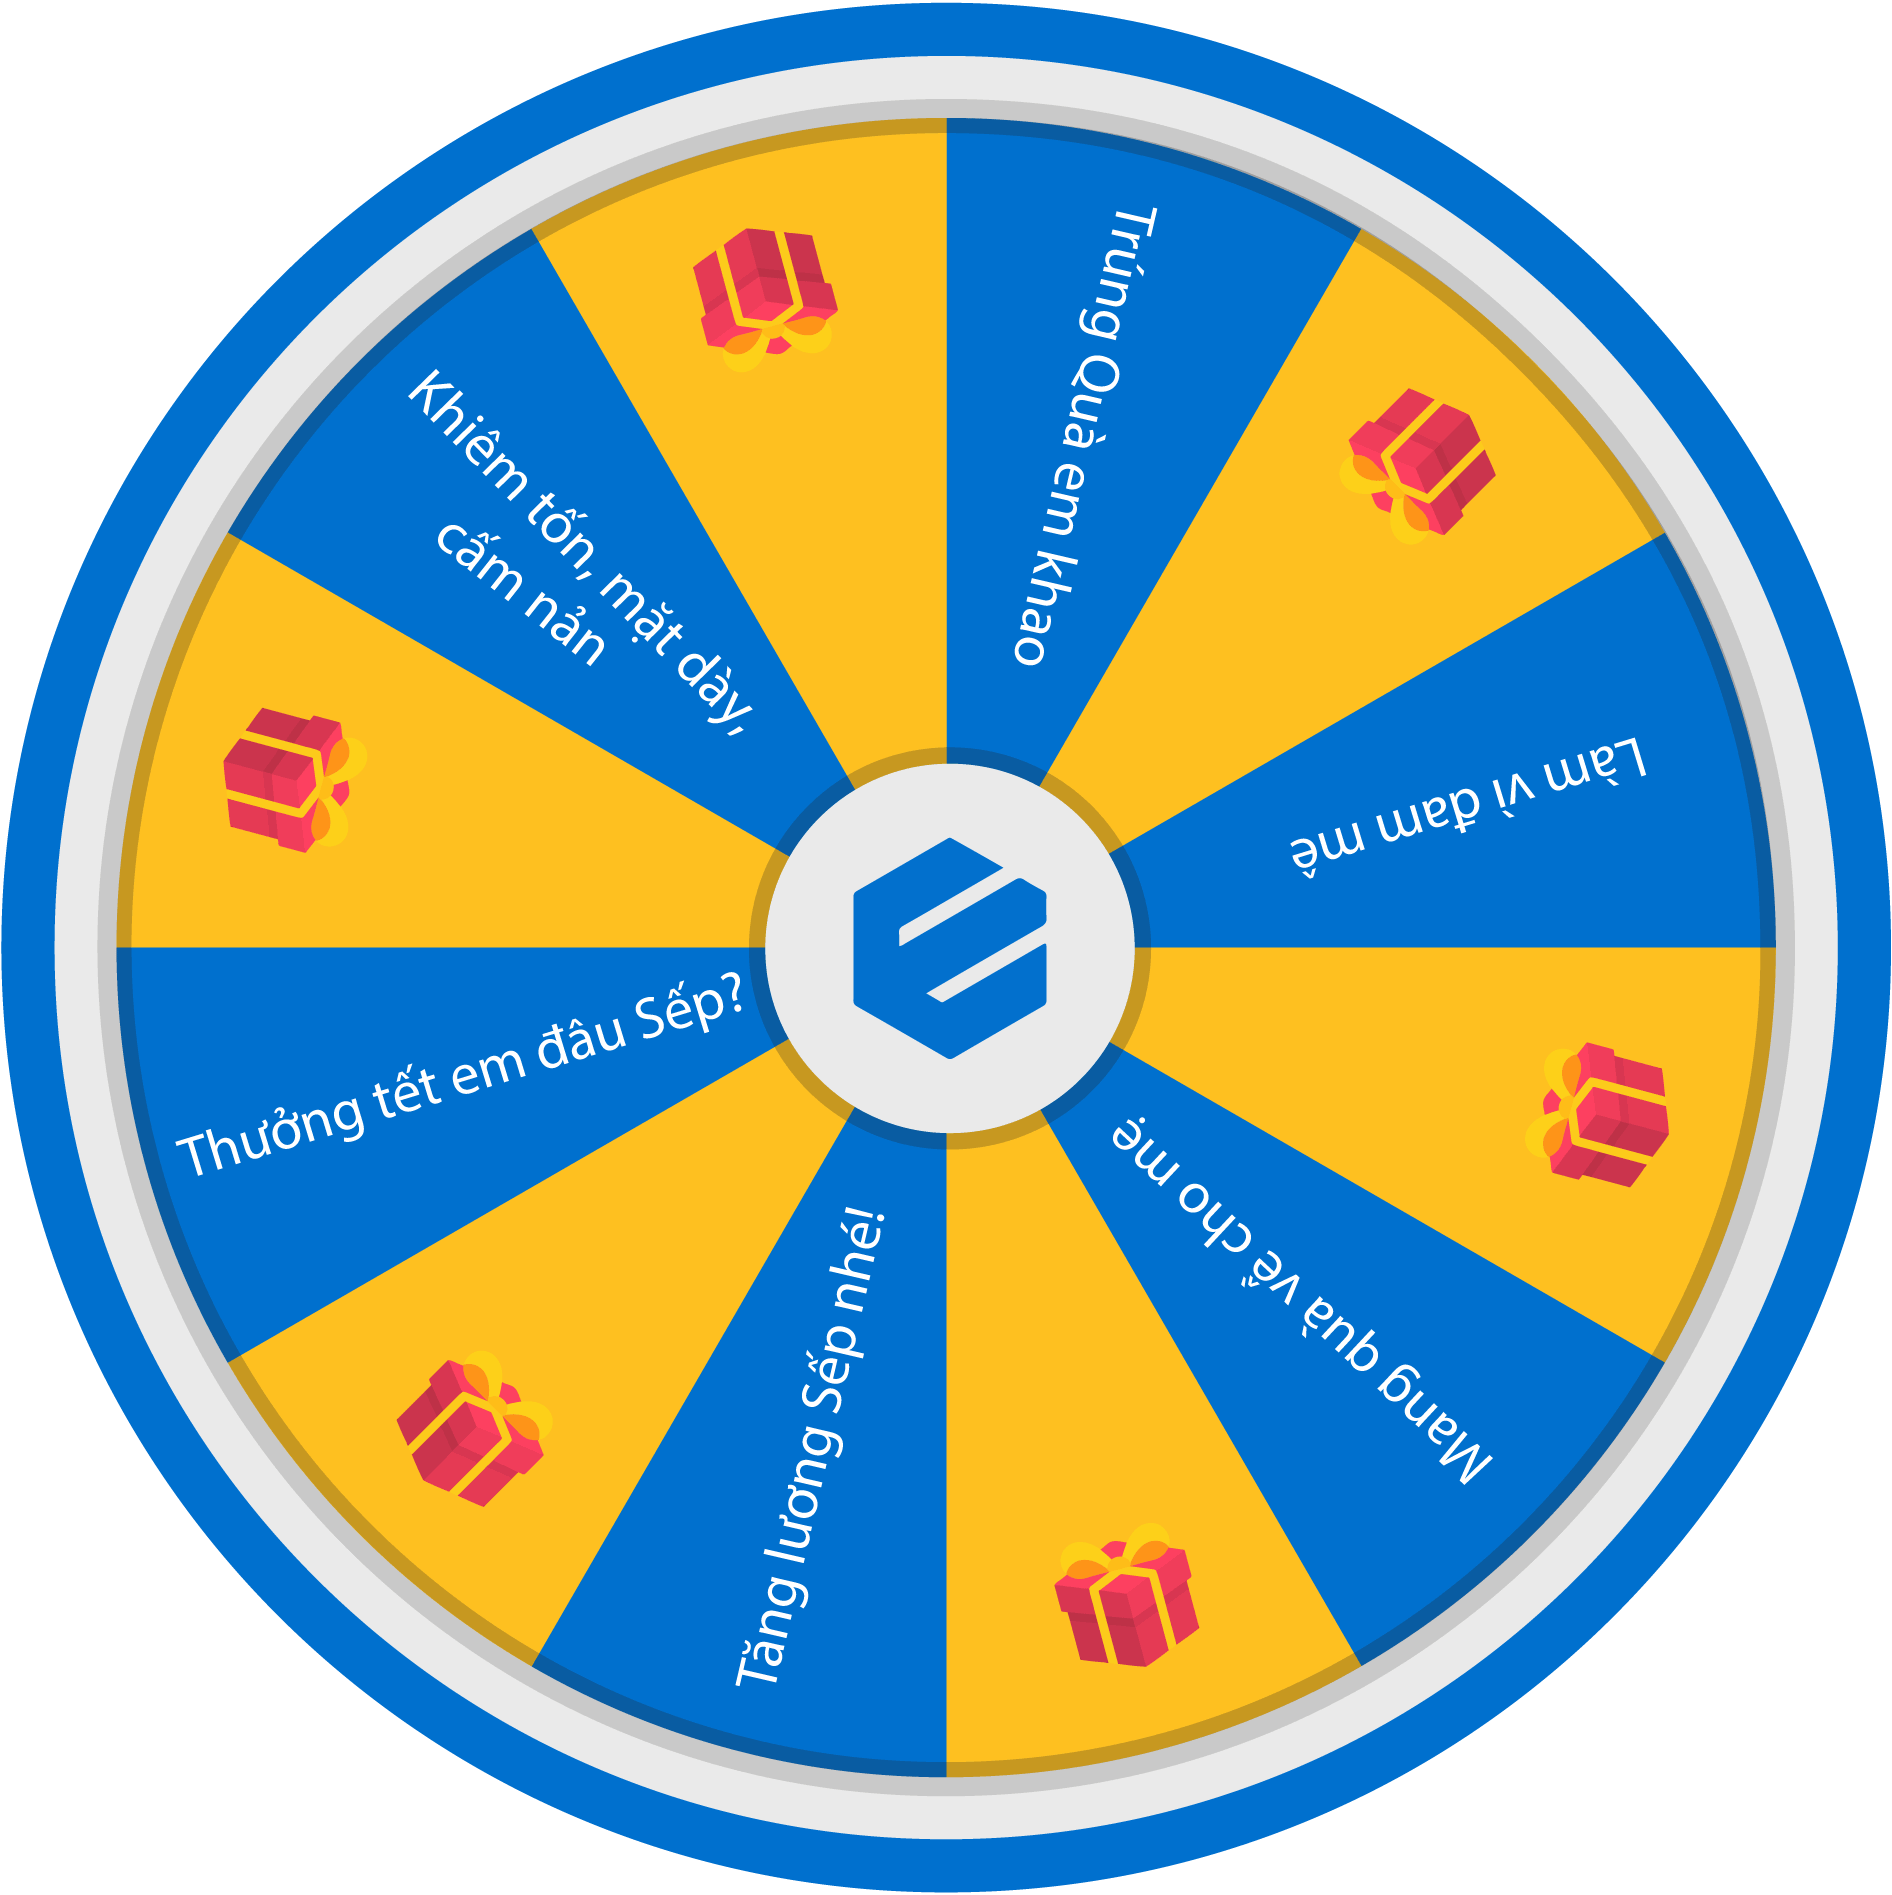 Trúng Quà em khao
Làm vì đam mê
Mang quà về cho mẹ
Tăng lương sếp nhé!
Thưởng tết em đâu Sếp?
Khiêm tốn, mặt dày,
cấm nản